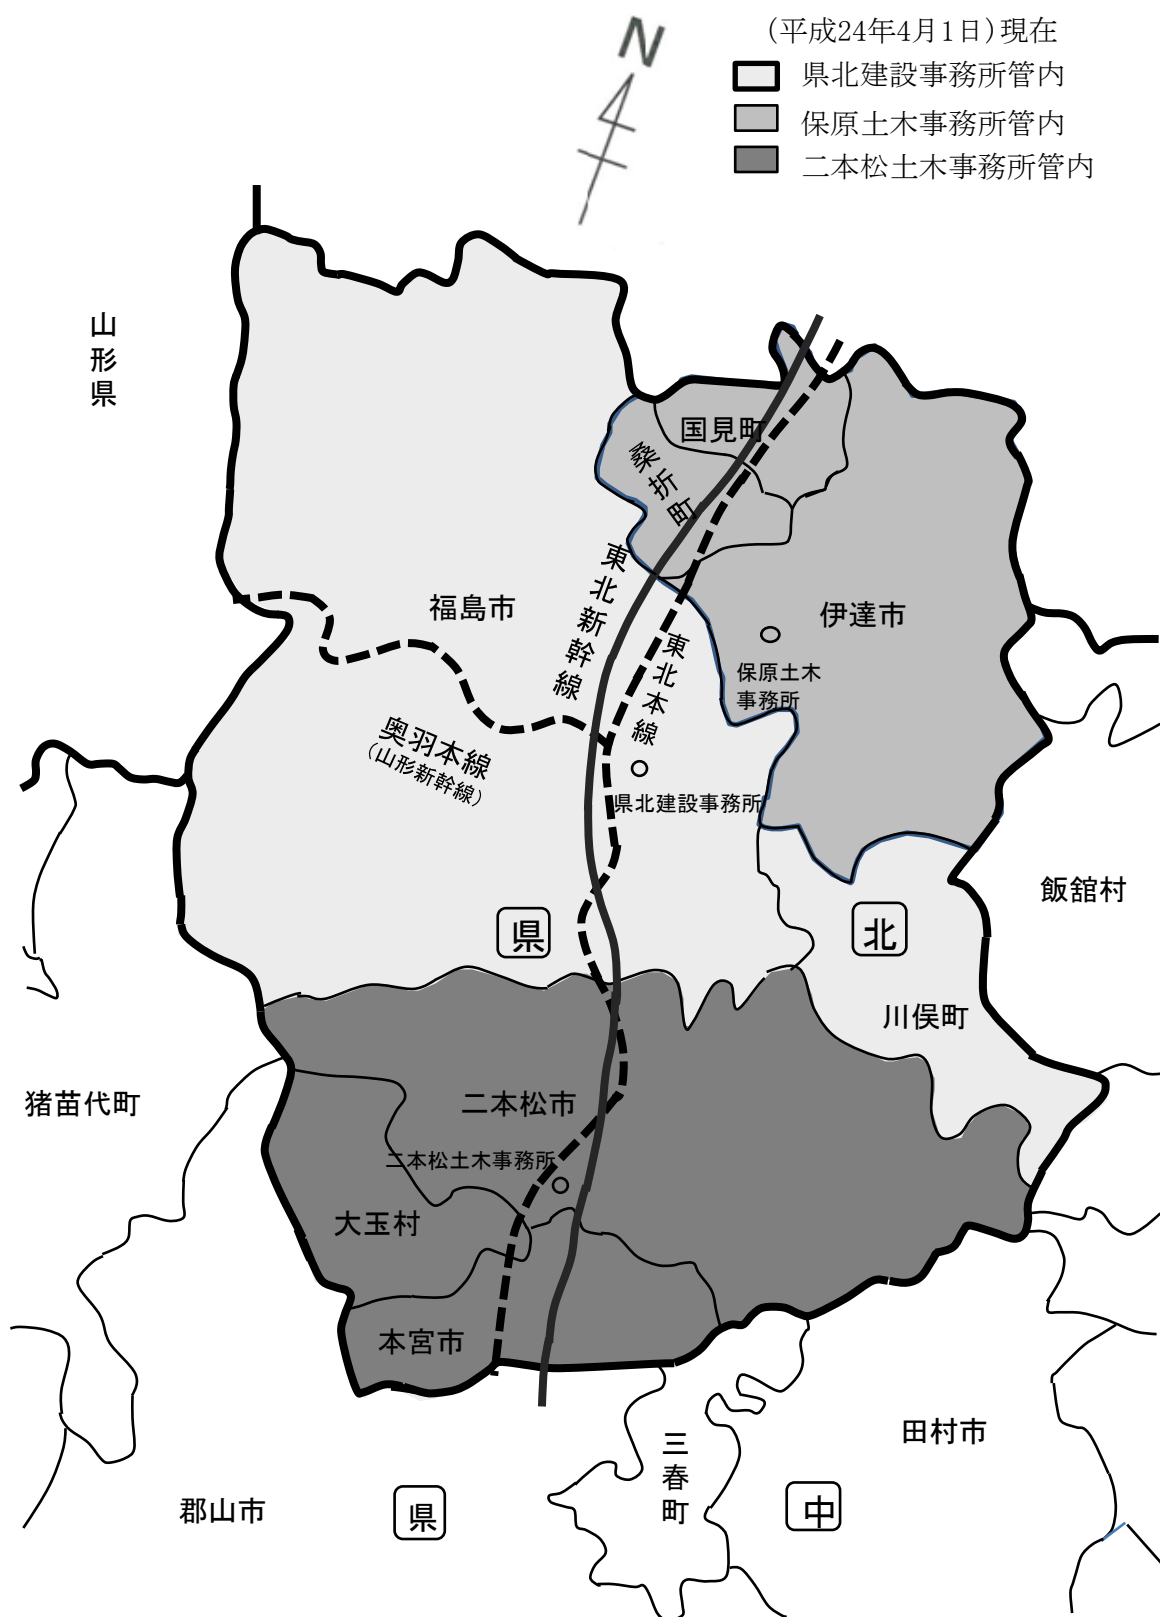 N
(平成24年4月1日)現在
県北建設事務所管内
保原土木事務所管内
二本松土木事務所管内
山形県
国見町
桑折町
東北新幹線
福島市
伊達市
東北本線
保原土木
事務所
奥羽本線
(山形新幹線)
県北建設事務所
飯舘村
県
北
川俣町
猪苗代町
二本松市
二本松土木事務所
大玉村
本宮市
田村市
三春町
郡山市
県
中